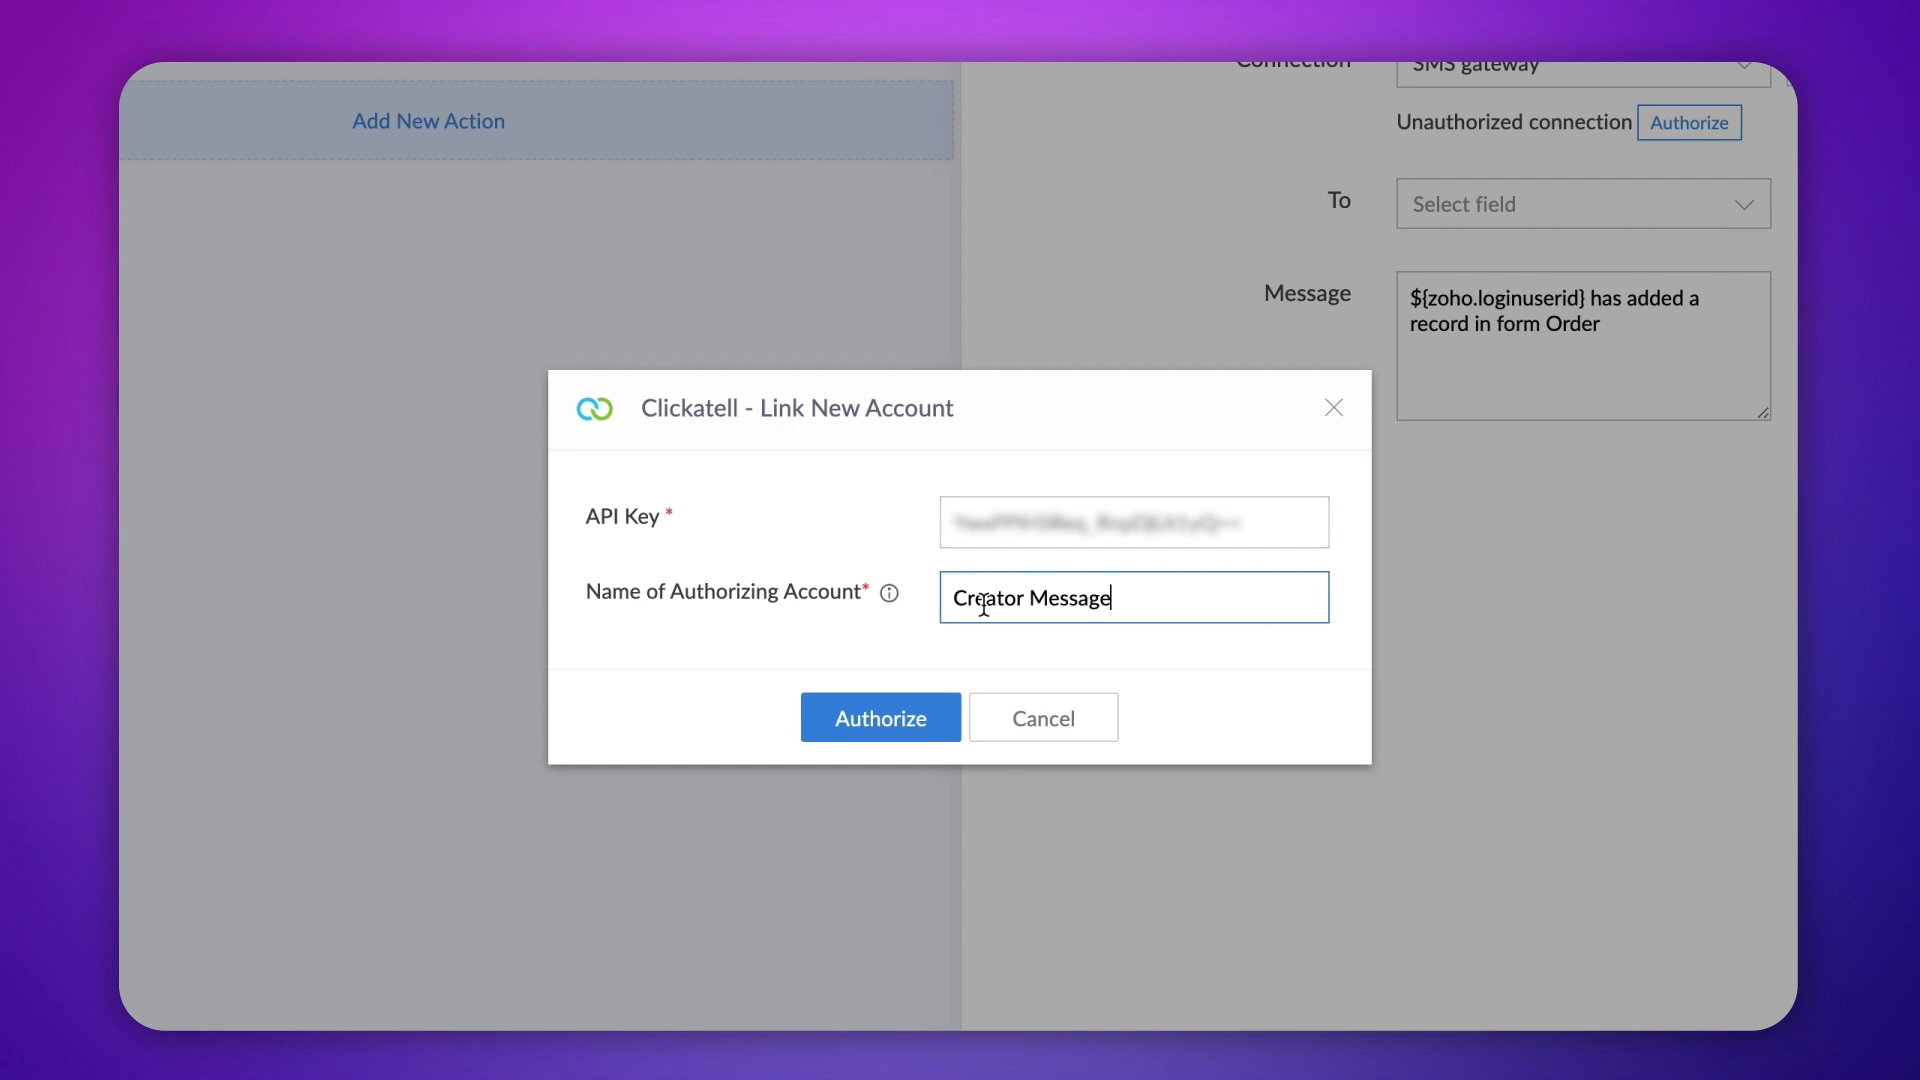 Connection
SMS gateway
Add New Action
Unauthorized connection
Authorize
To
Select field
Message
${zoho.loginuserid} has added a
record in form Order
Clickatell - Link New Account
API Key *
Name of Authorizing Account*
Creator Message
Authorize
Cancel